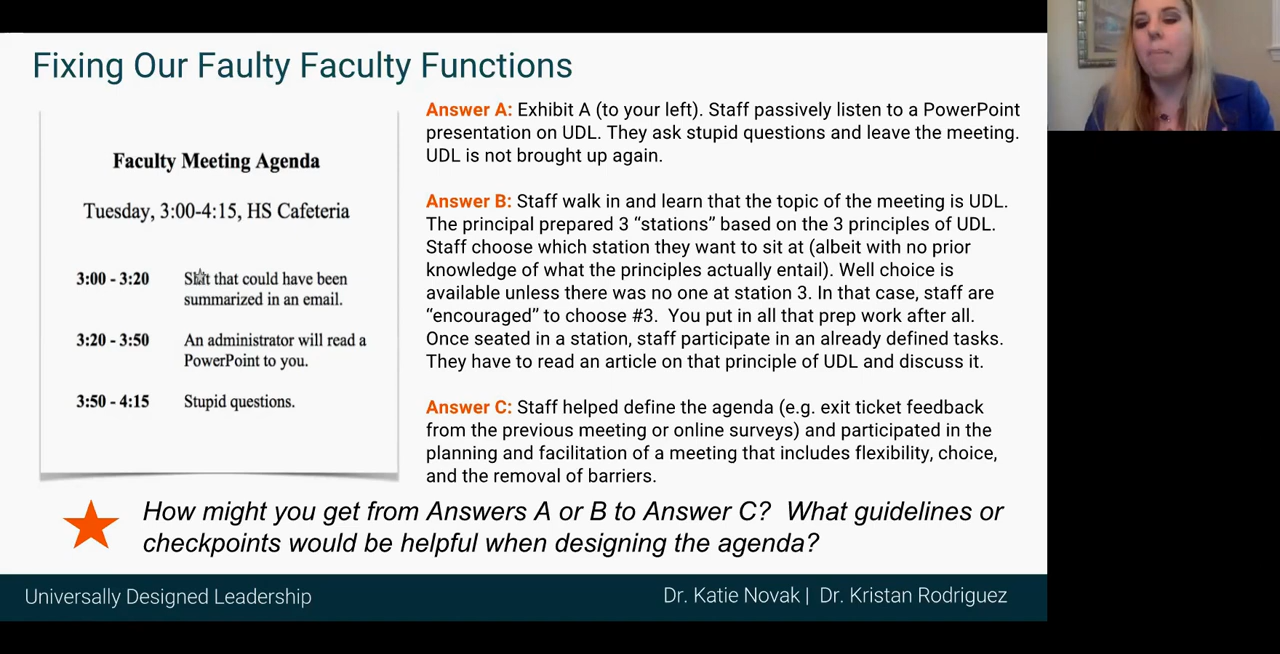 Fixing Our Faulty Faculty Functions
Faculty Meeting Agenda
Tuesday, 3:00-4:15, HS Cafeteria
3:00 - 3:20 that could have been
summarized in an email.
3:20 - 3:50 An administrator will read a
PowerPoint to you.
3:50 - 4:15 Stupid questions.
Answer A: Exhibit A (to your left). Staff passively listen to a PowerPoint
presentation on UDL. They ask stupid questions and leave the meeting.
UDL is not brought up again.
Answer B: Staff walk in and learn that the topic of the meeting is UDL.
The principal prepared 3 “stations” based on the 3 principles of UDL.
Staff choose which station they want to sit at (albeit with no prior
knowledge of what the principles actually entail). Well choice is
available unless there was no one at station 3. In that case, staff are
“encouraged” to choose #3.  You put in all that prep work after all.
Once seated in a station, staff participate in an already defined tasks.
They have to read an article on that principle of UDL and discuss it.
Answer C: Staff helped define the agenda (e.g. exit ticket feedback
from the previous meeting or online surveys) and participated in the
planning and facilitation of a meeting that includes flexibility, choice,
and the removal of barriers.
How might you get from Answers A or B to Answer C?  What guidelines or
checkpoints would be helpful when designing the agenda?
Universally Designed Leadership
Dr. Katie Novak | Dr. Kristan Rodriguez